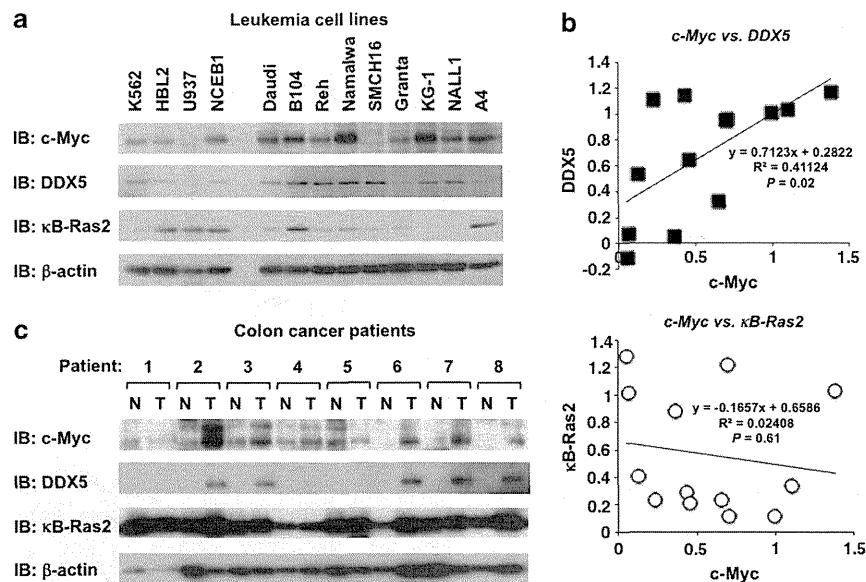 a
Leukemia cell lines
K562 HBL2 U937 NCEB1 Daudi B104 Reh Namalwa SMCH16 Granta KG-1 NALL1 A4
IB: c-Myc
IB: DDX5
IB: κB-Ras2
IB: β-actin
b
c-Myc vs. DDX5
DDX5
1.4
1.2
1
0.8
0.6
0.4
0.2
0
-0.2
y = 0.7123x + 0.2822
R² = 0.41124
P = 0.02
0.5 1 1.5
c-Myc
c-Myc vs. κB-Ras2
κB-Ras2
1.4
1.2
1
0.8
0.6
0.4
0.2
0
y = -0.1657x + 0.6586
R² = 0.02408
P = 0.61
0 0.5 1 1.5
c-Myc
c
Colon cancer patients
Patient: 1 2 3 4 5 6 7 8
N T N T N T N T N T N T N T N T
IB: c-Myc
IB: DDX5
IB: κB-Ras2
IB: β-actin